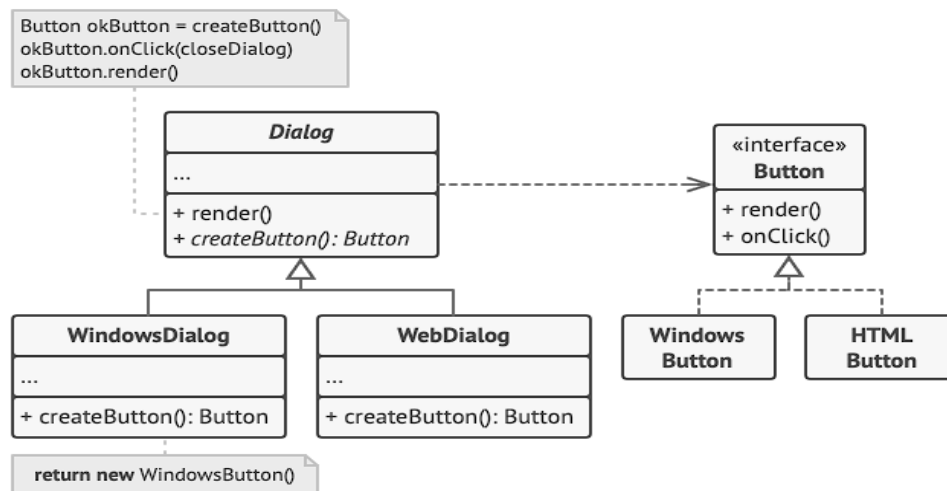 Button okButton = createButton()
okButton.onClick(closeDialog)
okButton.render()
Dialog
...
+ render()
+ createButton(): Button
«interface»
Button
+ render()
+ onClick()
WindowsDialog
...
+ createButton(): Button
WebDialog
...
+ createButton(): Button
Windows
Button
HTML
Button
return new WindowsButton()